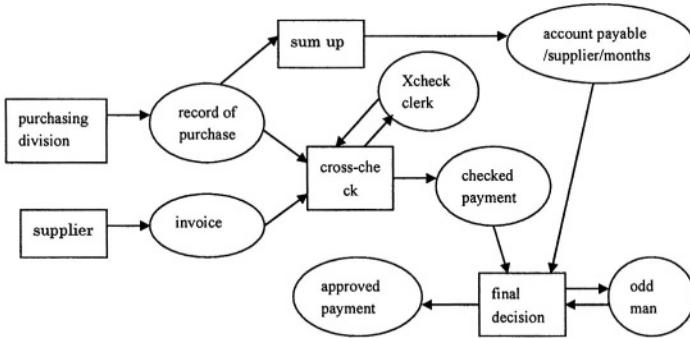 sum up
account payable
/supplier/months
Xcheck
clerk
purchasing
division
record of
purchase
cross-che
ck
checked
payment
supplier
invoice
approved
payment
final
decision
odd
man